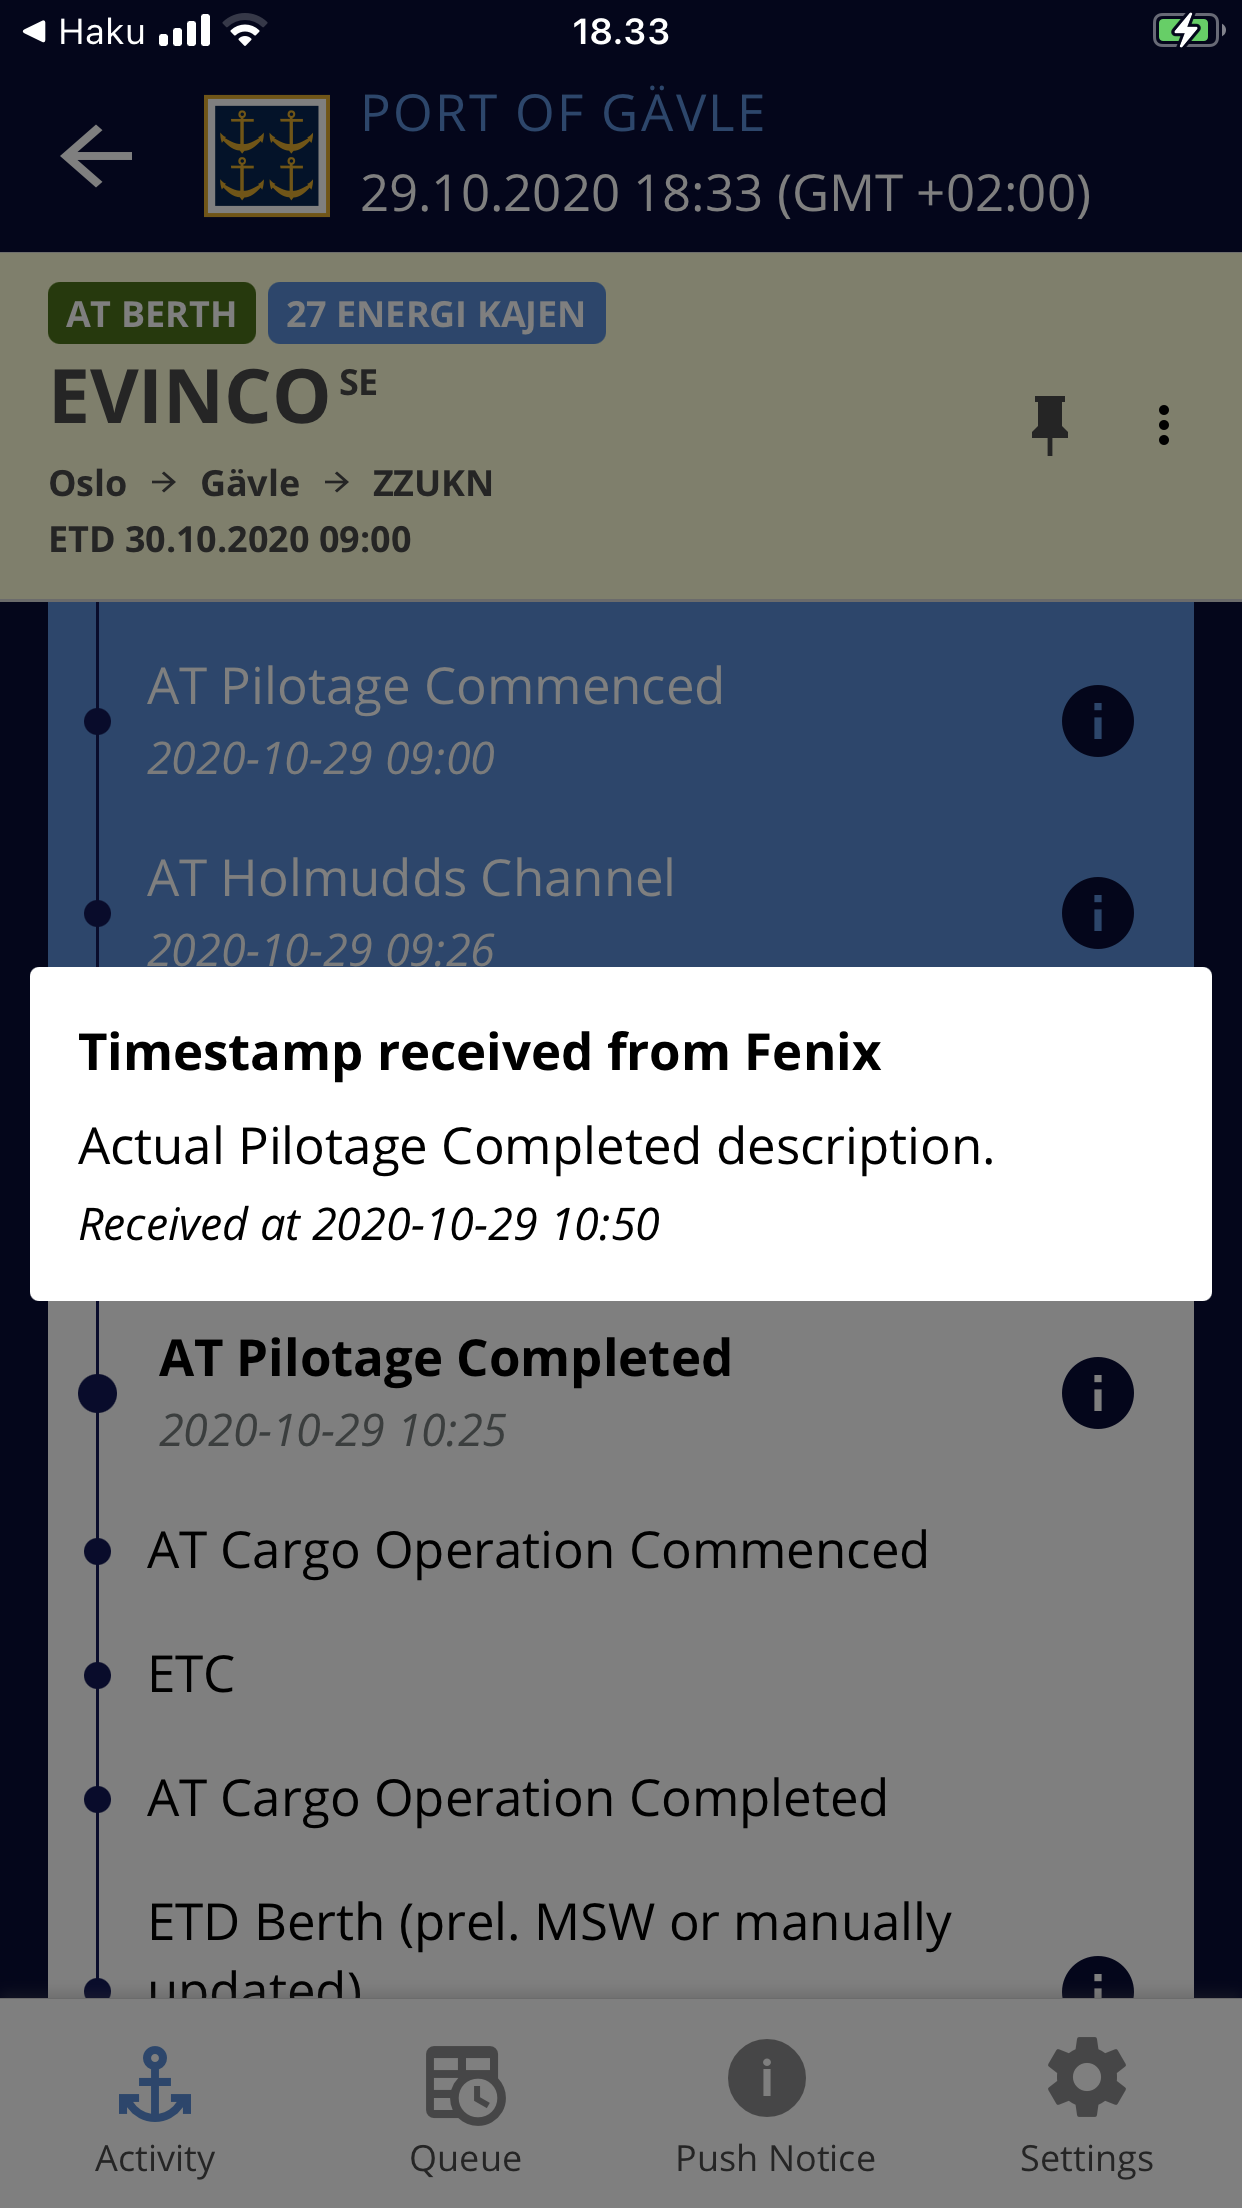 Haku
18.33
PORT OF GÄVLE
29.10.2020 18:33 (GMT +02:00)
AT BERTH
27 ENERGI KAJEN
EVINCO SE
Oslo → Gävle → ZZUKN
ETD 30.10.2020 09:00
AT Pilotage Commenced
2020-10-29 09:00
AT Holmudds Channel
2020-10-29 09:26
Timestamp received from Fenix
Actual Pilotage Completed description.
Received at 2020-10-29 10:50
AT Pilotage Completed
2020-10-29 10:25
AT Cargo Operation Commenced
ETC
AT Cargo Operation Completed
ETD Berth (prel. MSW or manually
updated)
Activity
Queue
Push Notice
Settings